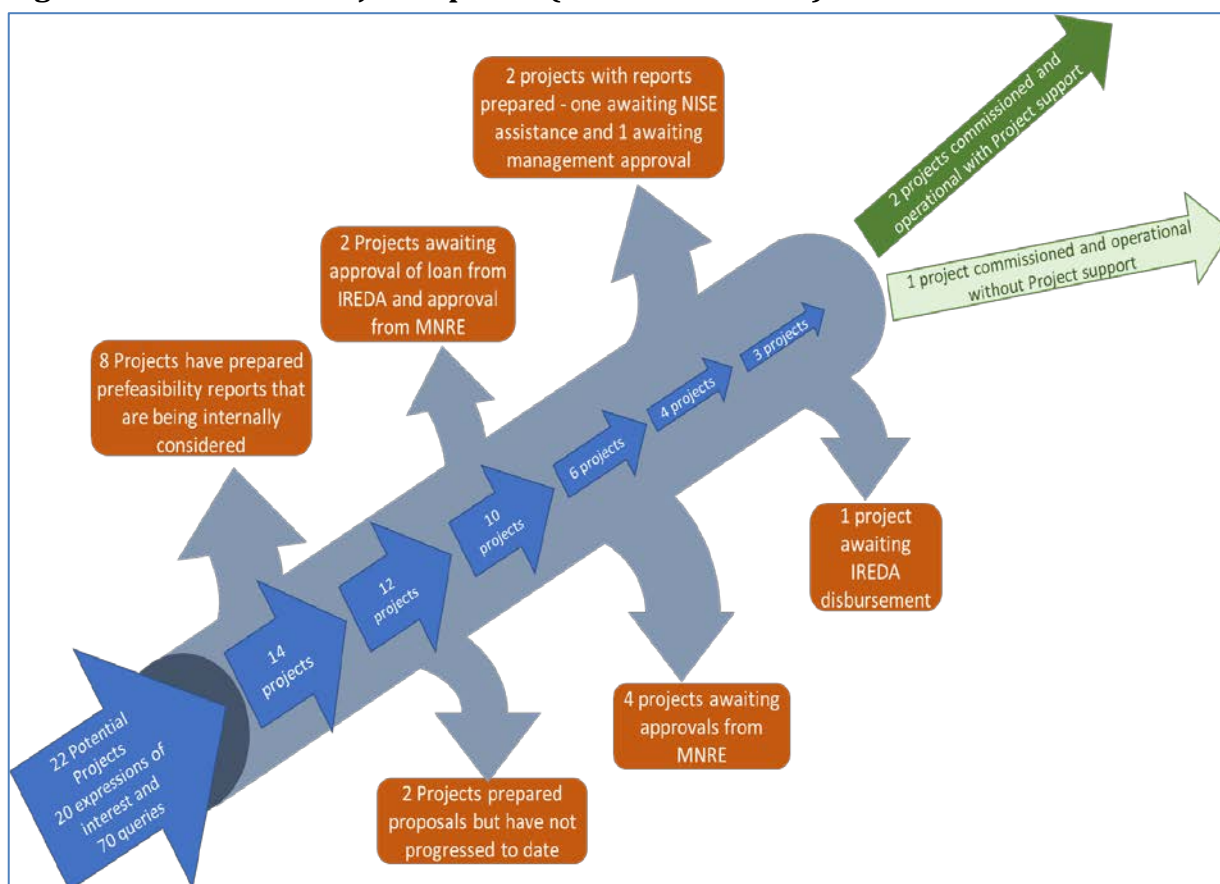 2 projects with reports
prepared - one awaiting NISE
assistance and 1 awaiting
management approval
2 projects commissioned and
operational with Project support
1 project commissioned and operational
without Project support
2 Projects awaiting
approval of loan from
IREDA and approval
from MNRE
8 Projects have prepared
prefeasibility reports that
are being internally
considered
22 Potential
Projects
20 expressions of
interest and
70 queries
14
projects
12
projects
10
projects
6 projects
4 projects
3 projects
1 project
awaiting
IREDA
disbursement
4 projects awaiting
approvals from
MNRE
2 Projects prepared
proposals but have not
progressed to date